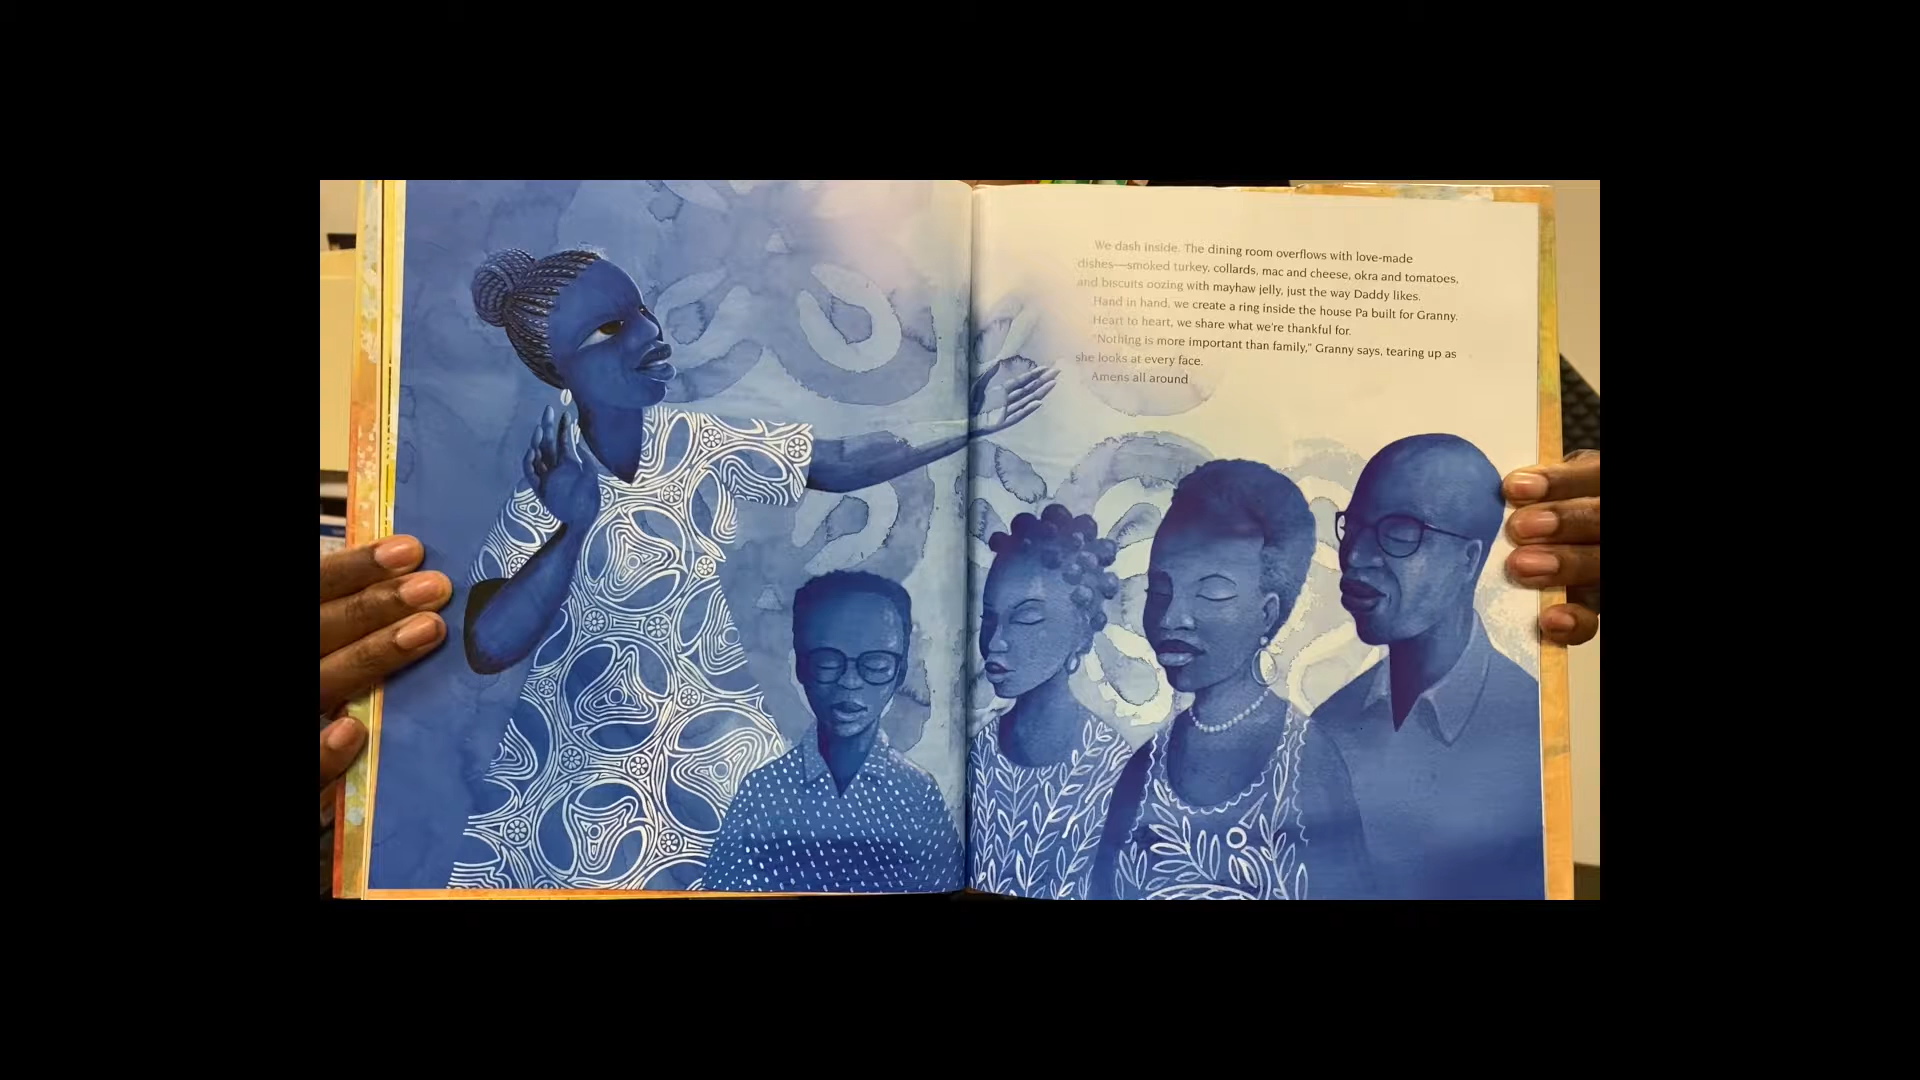 We dash inside. The dining room overflows with love-made
dishes—smoked turkey, collards, mac and cheese, okra and tomatoes,
and biscuits oozing with mayhaw jelly, just the way Daddy likes.
Hand in hand, we create a ring inside the house Pa built for Granny.
Heart to heart, we share what we're thankful for.
"Nothing is more important than family," Granny says, tearing up as
she looks at every face.
Amens all around